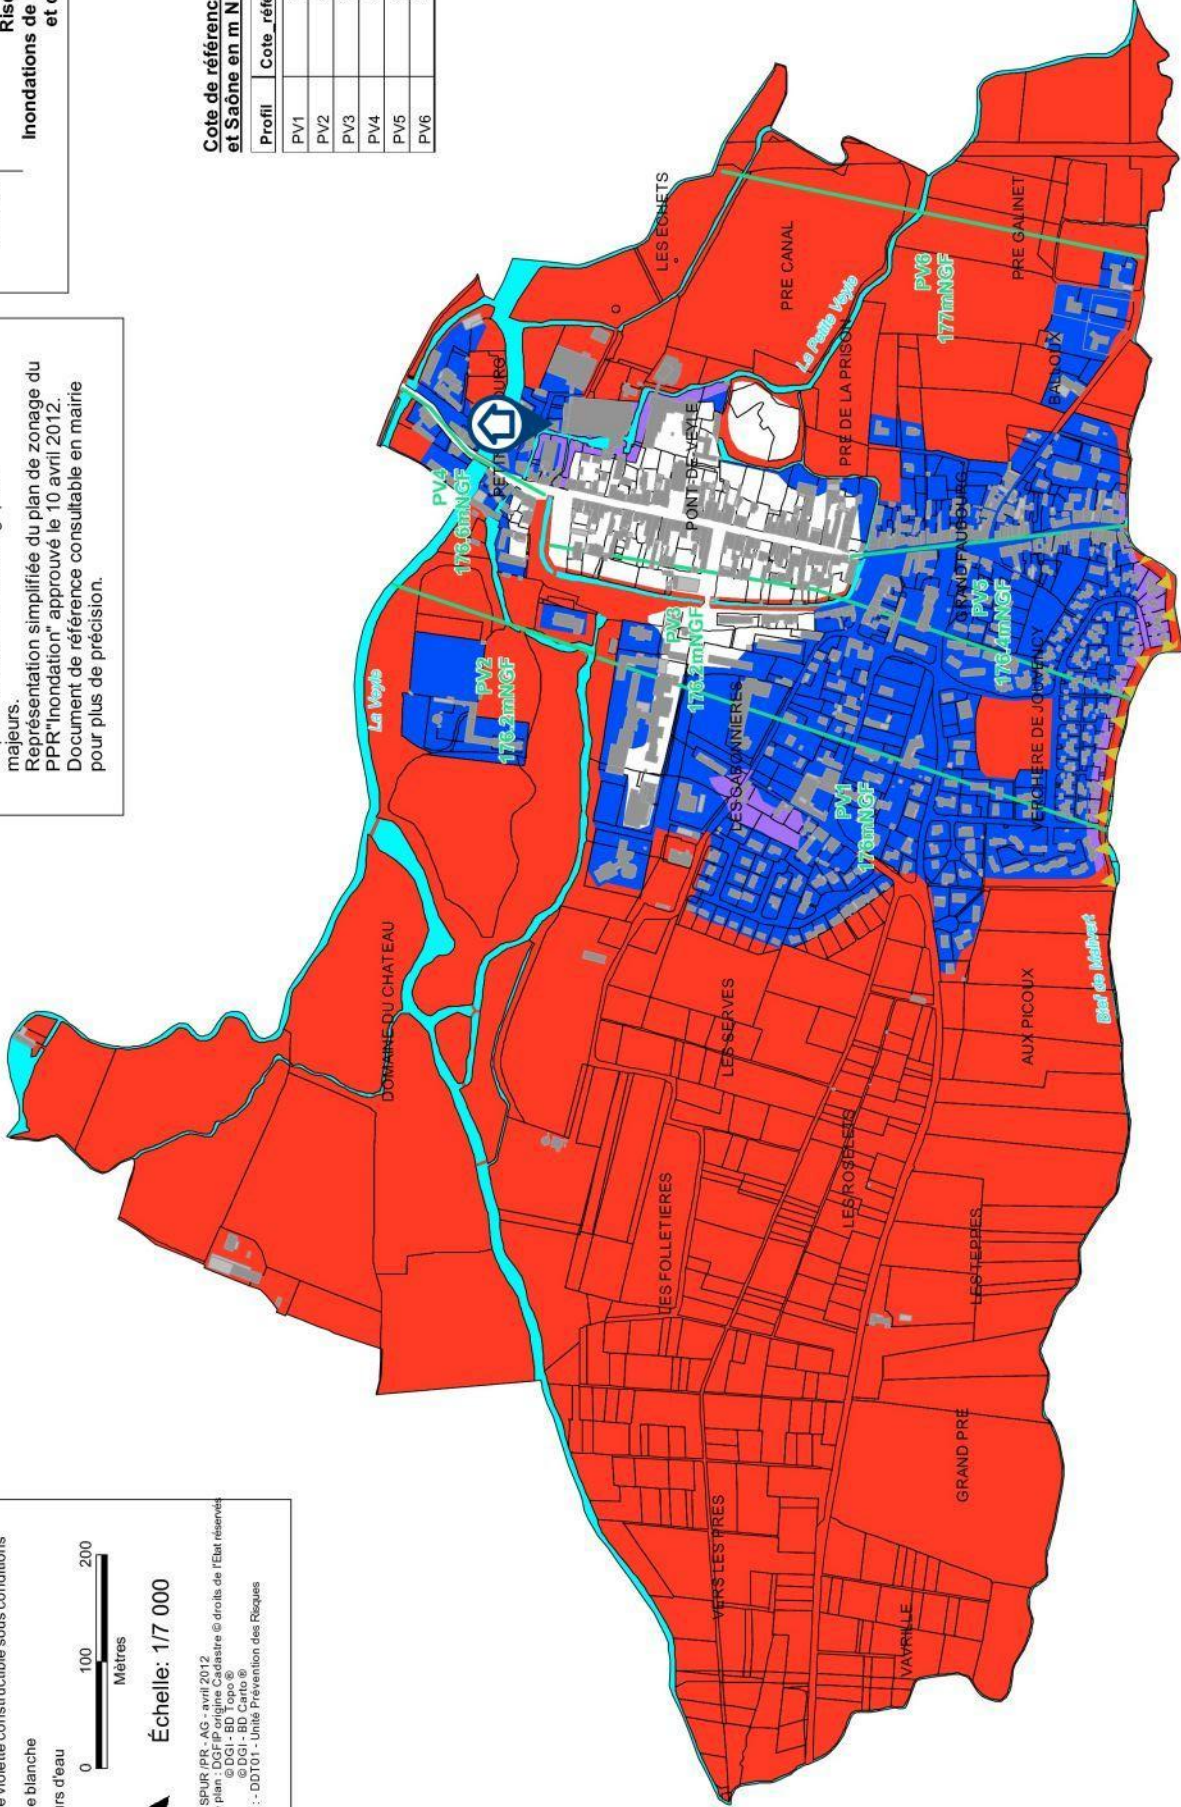 majeurs.
Représentation simplifiée du plan de zonage du
PPR"Inondation" approuvé le 10 avril 2012.
Document de référence consultable en mairie
pour plus de précision.
Inondations de
et
Cote de référenc
et Saône en m N
Profil Cote_réfé
PV1
PV2
PV3
PV4
PV5
PV6
violette constructible sous conditions
blanche
d'eau
0 100 200
Mètres
Échelle: 1/7 000
SPUR /PR - AG - avril 2012
plan : DGFIP origine Cadastre © droits de l'Etat réservés
© DGI - BD Topo ®
© DGI - BD Carto ®
: - DDT01 - Unité Prévention des Risques
LES ECHETS
PRE CANAL
La Petite Veyle
PV6
177mNGF
PRE GALINET
PRE DE LA PRISON
BALLOUX
PV4
176.6mNGF
PONT-DE-VEYLE
GRAND FAUBOURG
PV5
176.4mNGF
La Veyle
PV2
176.2mNGF
PV3
176.2mNGF
LES GABONNIERES
VERCHERE DE JOUVENCY
PV1
176mNGF
DOMAINE DU CHATEAU
LES SERVES
AUX PICOUX
Bief de Malivert
LES FOLLETIERES
LES ROSELETS
LES TEPPES
VERS LES PRES
GRAND PRE
VAVRILLE